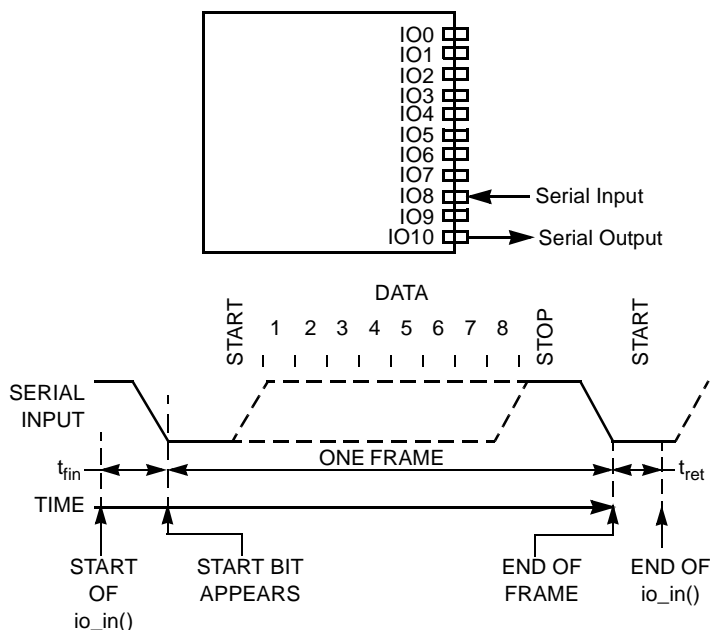 IO0
IO1
IO2
IO3
IO4
IO5
IO6
IO7
IO8
Serial Input
IO9
IO10
Serial Output
DATA
START
1 2 3 4 5 6 7 8
STOP
START
SERIAL
INPUT
tfin
ONE FRAME
tret
TIME
START
OF
io_in()
START BIT
APPEARS
END OF
FRAME
END OF
io_in()